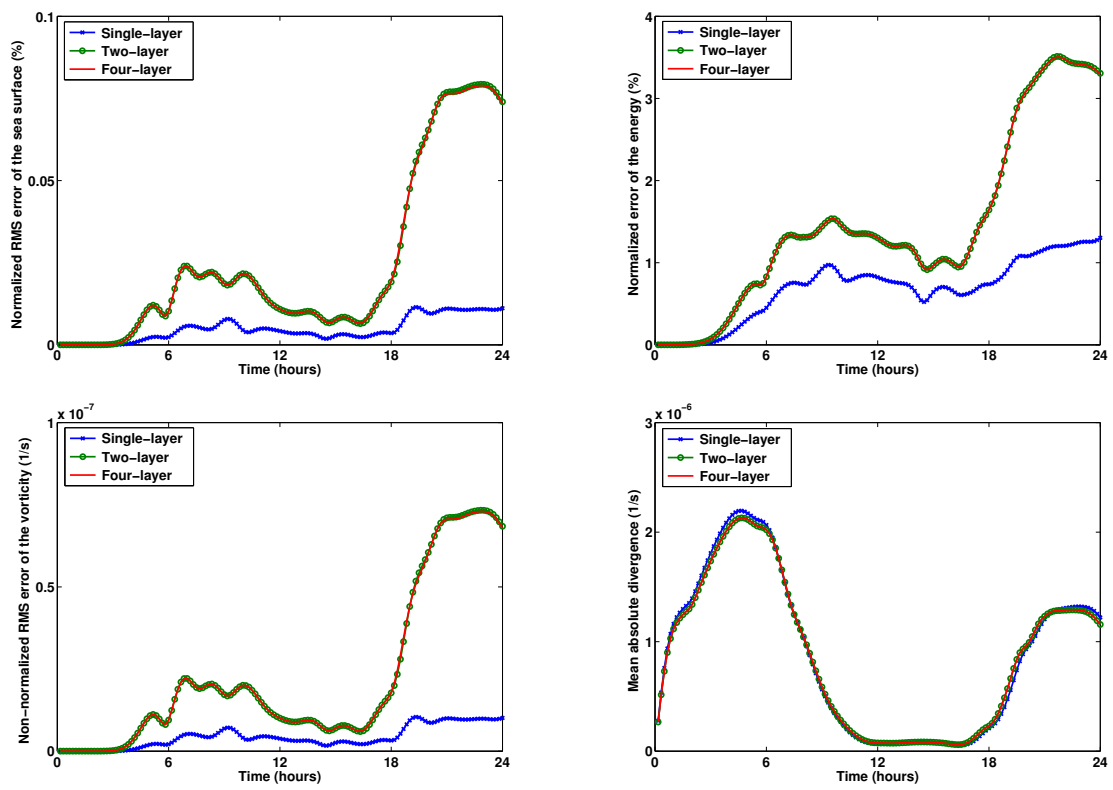 Normalized RMS error of the sea surface (%)
0.1
0.05
0
6
12
18
24
Time (hours)
Single−layer
Two−layer
Four−layer
Normalized error of the energy (%)
4
3
2
1
0
0
6
12
18
24
Time (hours)
Single−layer
Two−layer
Four−layer
Non−normalized RMS error of the vorticity (1/s)
x 10−7
1
0.5
0
0
6
12
18
24
Time (hours)
Single−layer
Two−layer
Four−layer
Mean absolute divergence (1/s)
x 10−6
3
2
1
0
0
6
12
18
24
Time (hours)
Single−layer
Two−layer
Four−layer